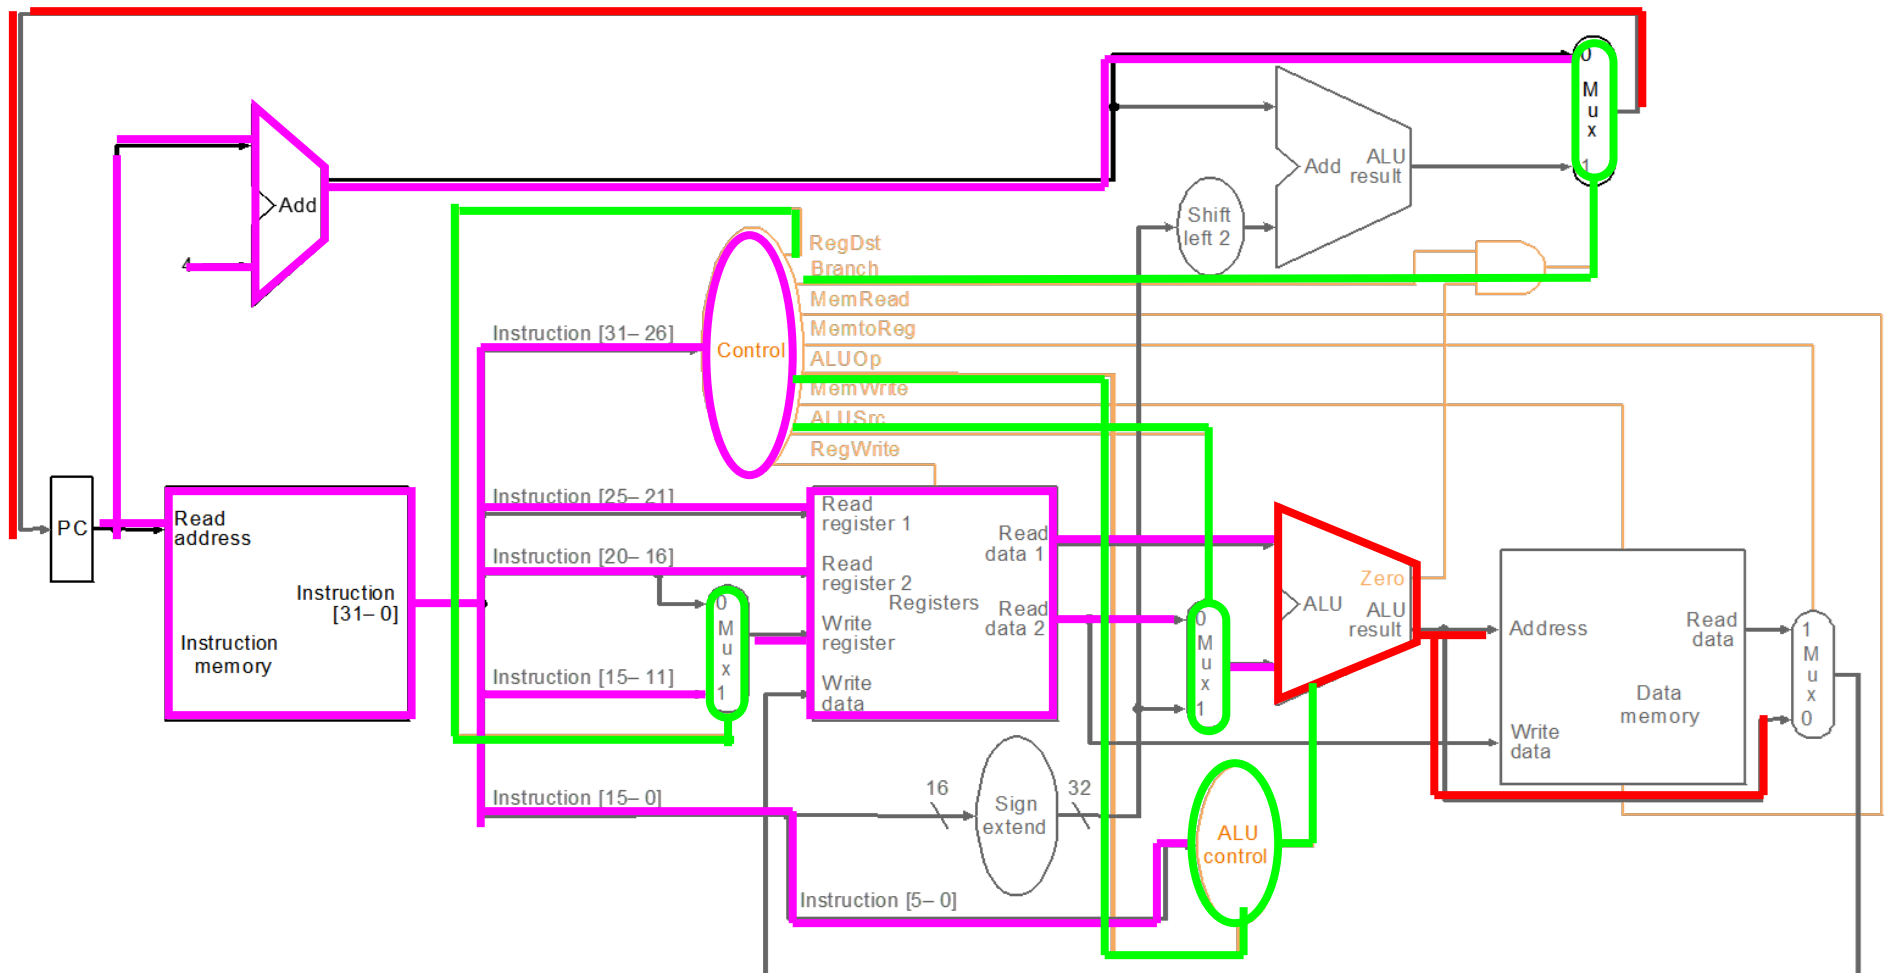 0
M
u
x
1
Add
ALU
result
Shift
left 2
Add
4
RegDst
Branch
MemRead
MemtoReg
ALUOp
MemWrite
ALUSrc
RegWrite
Instruction [31– 26]
Control
PC
Read
address
Instruction
[31– 0]
Instruction
memory
Instruction [25– 21]
Instruction [20– 16]
Instruction [15– 11]
Instruction [15– 0]
0
M
u
x
1
Read
register 1
Read
register 2
Registers
Write
register
Write
data
Read
data 1
Read
data 2
0
M
u
x
1
Zero
ALU
ALU
result
Address
Read
data
Data
memory
Write
data
1
M
u
x
0
16
Sign
extend
32
ALU
control
Instruction [5– 0]